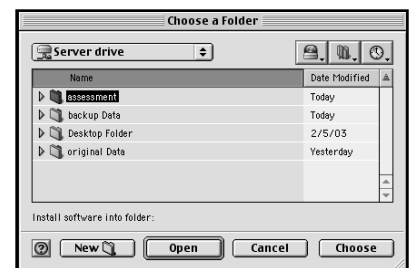 Choose a Folder
Server drive
Name Date Modified
assessment Today
backup Data Today
Desktop Folder 2/5/03
original Data Yesterday
Install software into folder:
? New Open Cancel Choose